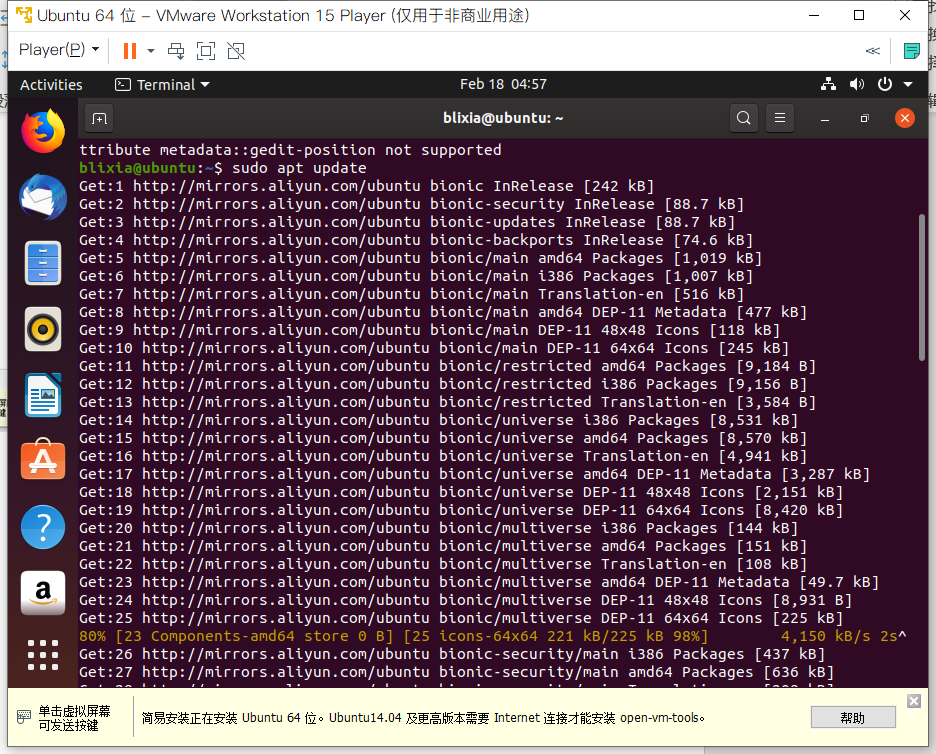 Ubuntu 64 位 – VMware Workstation 15 Player (仅用于非商业用途)
Player(P)
Activities
Terminal
Feb 18 04:57
blixia@ubuntu: ~
ttribute metadata::gedit-position not supported
blixia@ubuntu:~$ sudo apt update
Get:1 http://mirrors.aliyun.com/ubuntu bionic InRelease [242 kB]
Get:2 http://mirrors.aliyun.com/ubuntu bionic-security InRelease [88.7 kB]
Get:3 http://mirrors.aliyun.com/ubuntu bionic-updates InRelease [88.7 kB]
Get:4 http://mirrors.aliyun.com/ubuntu bionic-backports InRelease [74.6 kB]
Get:5 http://mirrors.aliyun.com/ubuntu bionic/main amd64 Packages [1,019 kB]
Get:6 http://mirrors.aliyun.com/ubuntu bionic/main i386 Packages [1,007 kB]
Get:7 http://mirrors.aliyun.com/ubuntu bionic/main Translation-en [516 kB]
Get:8 http://mirrors.aliyun.com/ubuntu bionic/main amd64 DEP-11 Metadata [477 kB]
Get:9 http://mirrors.aliyun.com/ubuntu bionic/main DEP-11 48x48 Icons [118 kB]
Get:10 http://mirrors.aliyun.com/ubuntu bionic/main DEP-11 64x64 Icons [245 kB]
Get:11 http://mirrors.aliyun.com/ubuntu bionic/restricted amd64 Packages [9,184 B]
Get:12 http://mirrors.aliyun.com/ubuntu bionic/restricted i386 Packages [9,156 B]
Get:13 http://mirrors.aliyun.com/ubuntu bionic/restricted Translation-en [3,584 B]
Get:14 http://mirrors.aliyun.com/ubuntu bionic/universe i386 Packages [8,531 kB]
Get:15 http://mirrors.aliyun.com/ubuntu bionic/universe amd64 Packages [8,570 kB]
Get:16 http://mirrors.aliyun.com/ubuntu bionic/universe Translation-en [4,941 kB]
Get:17 http://mirrors.aliyun.com/ubuntu bionic/universe amd64 DEP-11 Metadata [3,287 kB]
Get:18 http://mirrors.aliyun.com/ubuntu bionic/universe DEP-11 48x48 Icons [2,151 kB]
Get:19 http://mirrors.aliyun.com/ubuntu bionic/universe DEP-11 64x64 Icons [8,420 kB]
Get:20 http://mirrors.aliyun.com/ubuntu bionic/multiverse i386 Packages [144 kB]
Get:21 http://mirrors.aliyun.com/ubuntu bionic/multiverse amd64 Packages [151 kB]
Get:22 http://mirrors.aliyun.com/ubuntu bionic/multiverse Translation-en [108 kB]
Get:23 http://mirrors.aliyun.com/ubuntu bionic/multiverse amd64 DEP-11 Metadata [49.7 kB]
Get:24 http://mirrors.aliyun.com/ubuntu bionic/multiverse DEP-11 48x48 Icons [8,931 B]
Get:25 http://mirrors.aliyun.com/ubuntu bionic/multiverse DEP-11 64x64 Icons [225 kB]
80% [23 Components-amd64 store 0 B] [25 icons-64x64 221 kB/225 kB 98%] 4,150 kB/s 2s^
Get:26 http://mirrors.aliyun.com/ubuntu bionic-security/main i386 Packages [437 kB]
Get:27 http://mirrors.aliyun.com/ubuntu bionic-security/main amd64 Packages [636 kB]
单击虚拟屏幕
可发送按键
简易安装正在安装 Ubuntu 64 位。Ubuntu14.04 及更高版本需要 Internet 连接才能安装 open-vm-tools。
帮助